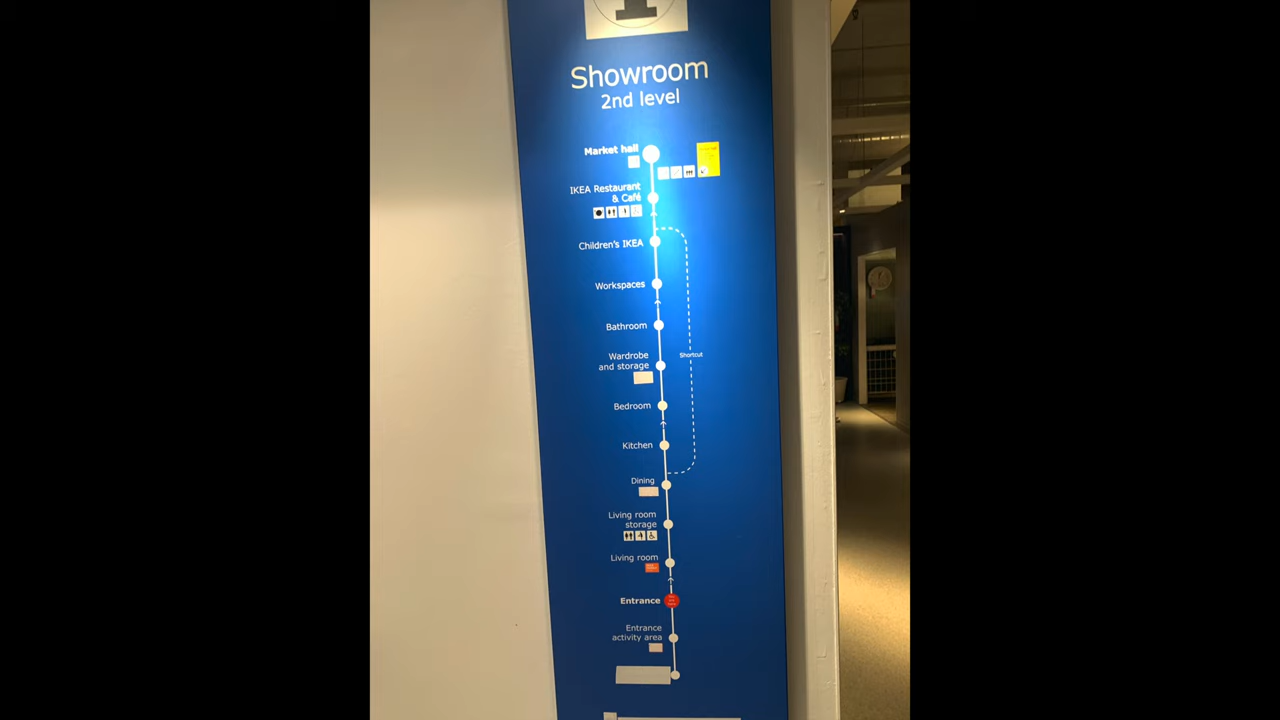 Showroom
2nd level
Market hall
IKEA Restaurant
& Café
Children's IKEA
Workspaces
Bathroom
Wardrobe
and storage
Shortcut
Bedroom
Kitchen
Dining
Living room
storage
Living room
Entrance
Entrance
activity area